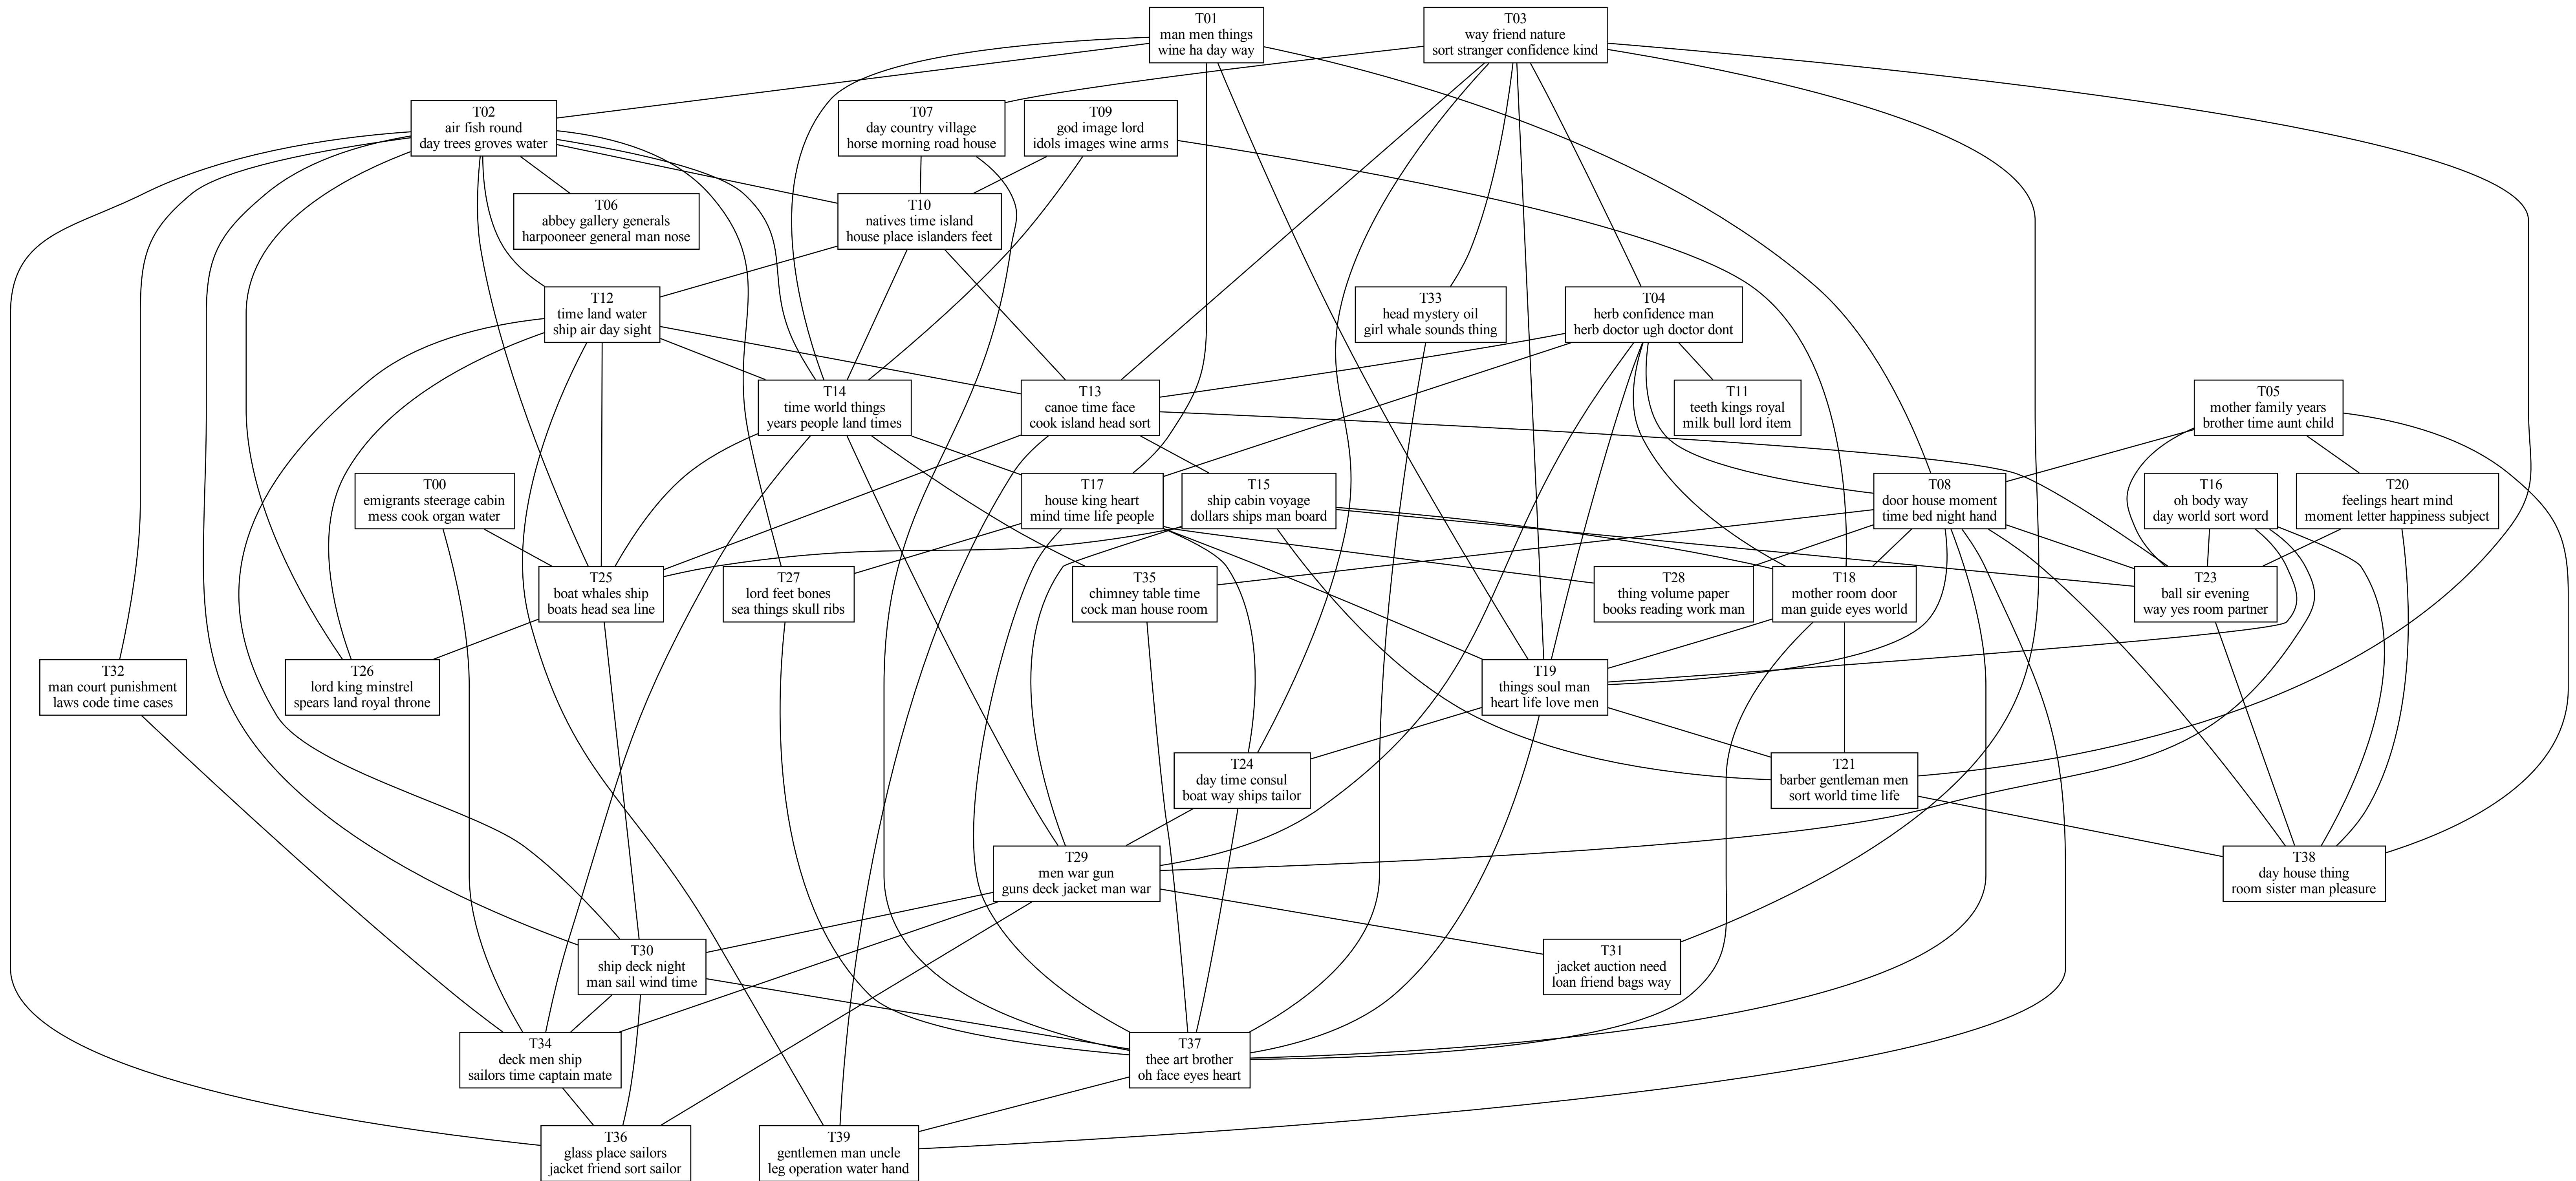 T01
man men things
wine ha day way
T03
way friend nature
sort stranger confidence kind
T02
air fish round
day trees groves water
T07
day country village
horse morning road house
T09
god image lord
idols images wine arms
T06
abbey gallery generals
harpooneer general man nose
T10
natives time island
house place islanders feet
T12
time land water
ship air day sight
T33
head mystery oil
girl whale sounds thing
T04
herb confidence man
herb doctor ugh doctor dont
T14
time world things
years people land times
T13
canoe time face
cook island head sort
T11
teeth kings royal
milk bull lord item
T05
mother family years
brother time aunt child
T00
emigrants steerage cabin
mess cook organ water
T17
house king heart
mind time life people
T15
ship cabin voyage
dollars ships man board
T08
door house moment
time bed night hand
T16
oh body way
day world sort word
T20
feelings heart mind
moment letter happiness subject
T25
boat whales ship
boats head sea line
T27
lord feet bones
sea things skull ribs
T35
chimney table time
cock man house room
T28
thing volume paper
books reading work man
T18
mother room door
man guide eyes world
T23
ball sir evening
way yes room partner
T32
man court punishment
laws code time cases
T26
lord king minstrel
spears land royal throne
T19
things soul man
heart life love men
T24
day time consul
boat way ships tailor
T21
barber gentleman men
sort world time life
T29
men war gun
guns deck jacket man war
T38
day house thing
room sister man pleasure
T30
ship deck night
man sail wind time
T31
jacket auction need
loan friend bags way
T34
deck men ship
sailors time captain mate
T37
thee art brother
oh face eyes heart
T36
glass place sailors
jacket friend sort sailor
T39
gentlemen man uncle
leg operation water hand